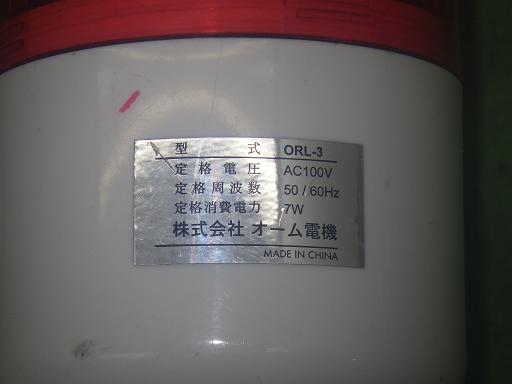 型式 ORL-3
定格電圧 AC100V
定格周波数 50/60Hz
定格消費電力 7W
株式会社 オーム電機
MADE IN CHINA